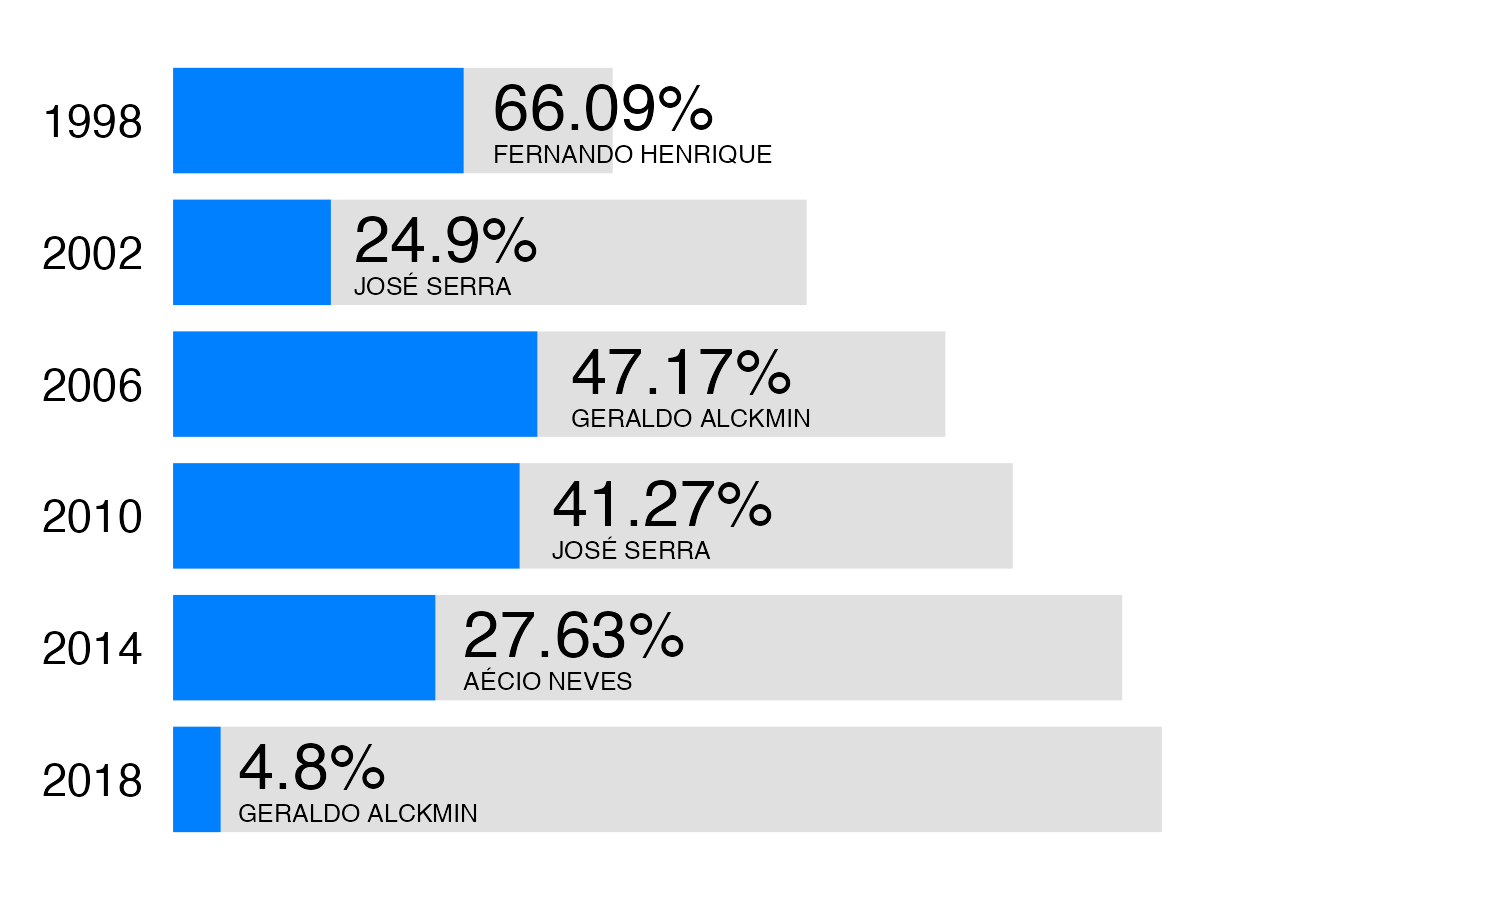 1998
66.09%
FERNANDO HENRIQUE
2002
24.9%
JOSÉ SERRA
2006
47.17%
GERALDO ALCKMIN
2010
41.27%
JOSÉ SERRA
2014
27.63%
AÉCIO NEVES
2018
4.8%
GERALDO ALCKMIN